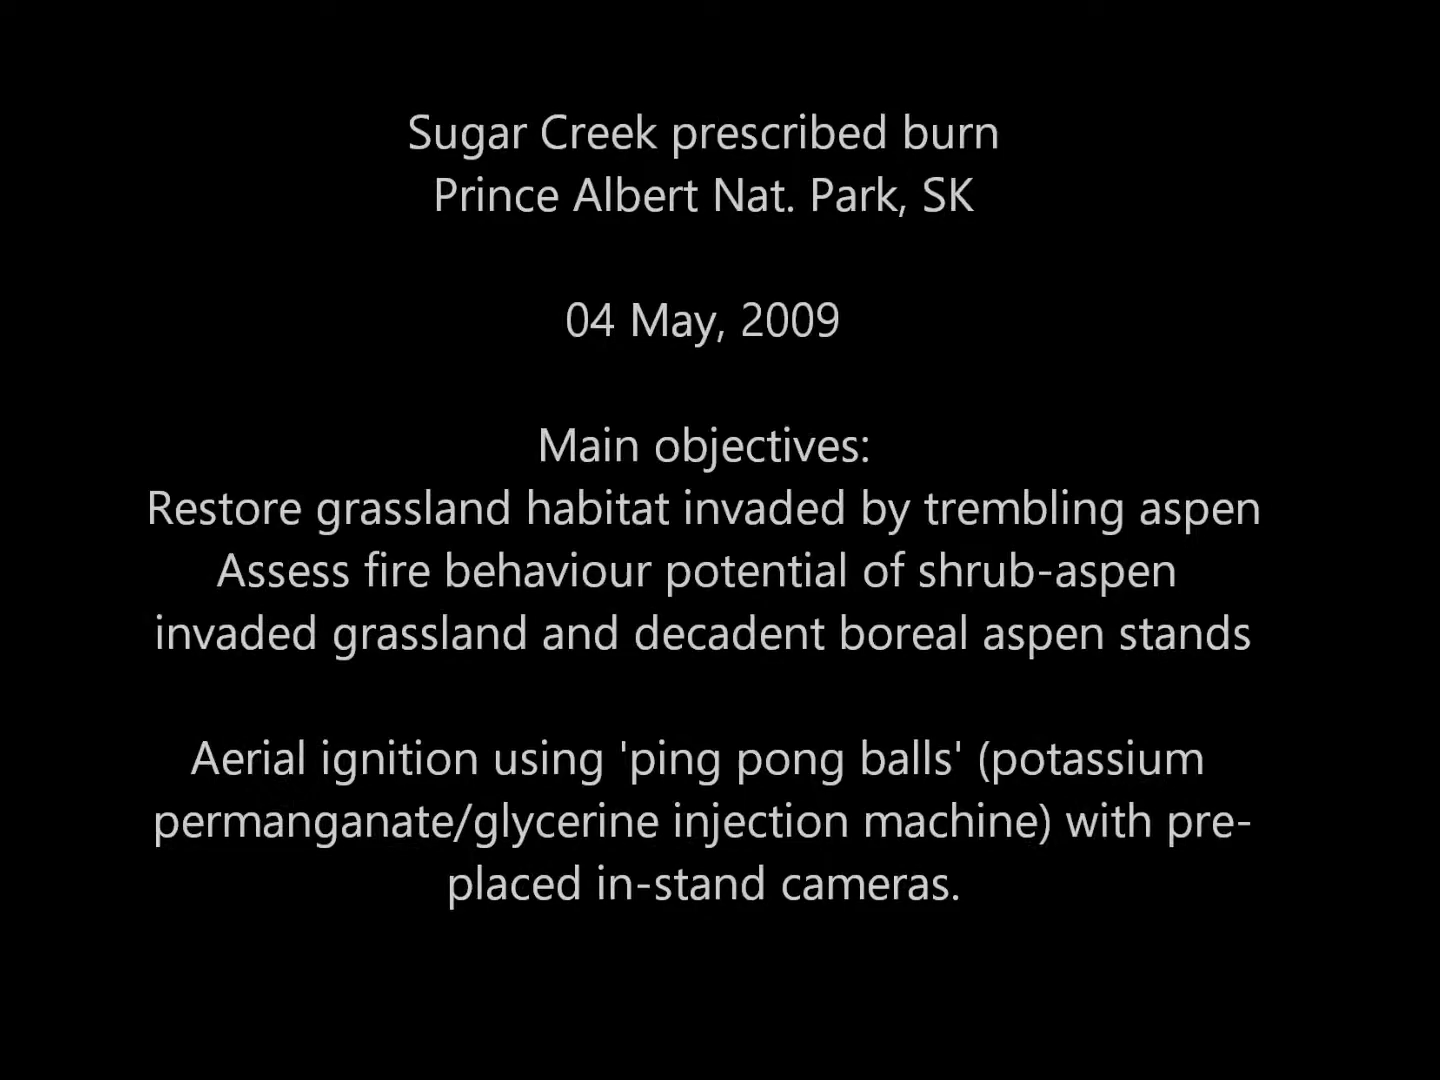 Sugar Creek prescribed burn
Prince Albert Nat. Park, SK
04 May, 2009
Main objectives:
Restore grassland habitat invaded by trembling aspen
Assess fire behaviour potential of shrub-aspen
invaded grassland and decadent boreal aspen stands
Aerial ignition using 'ping pong balls' (potassium
permanganate/glycerine injection machine) with pre-
placed in-stand cameras.